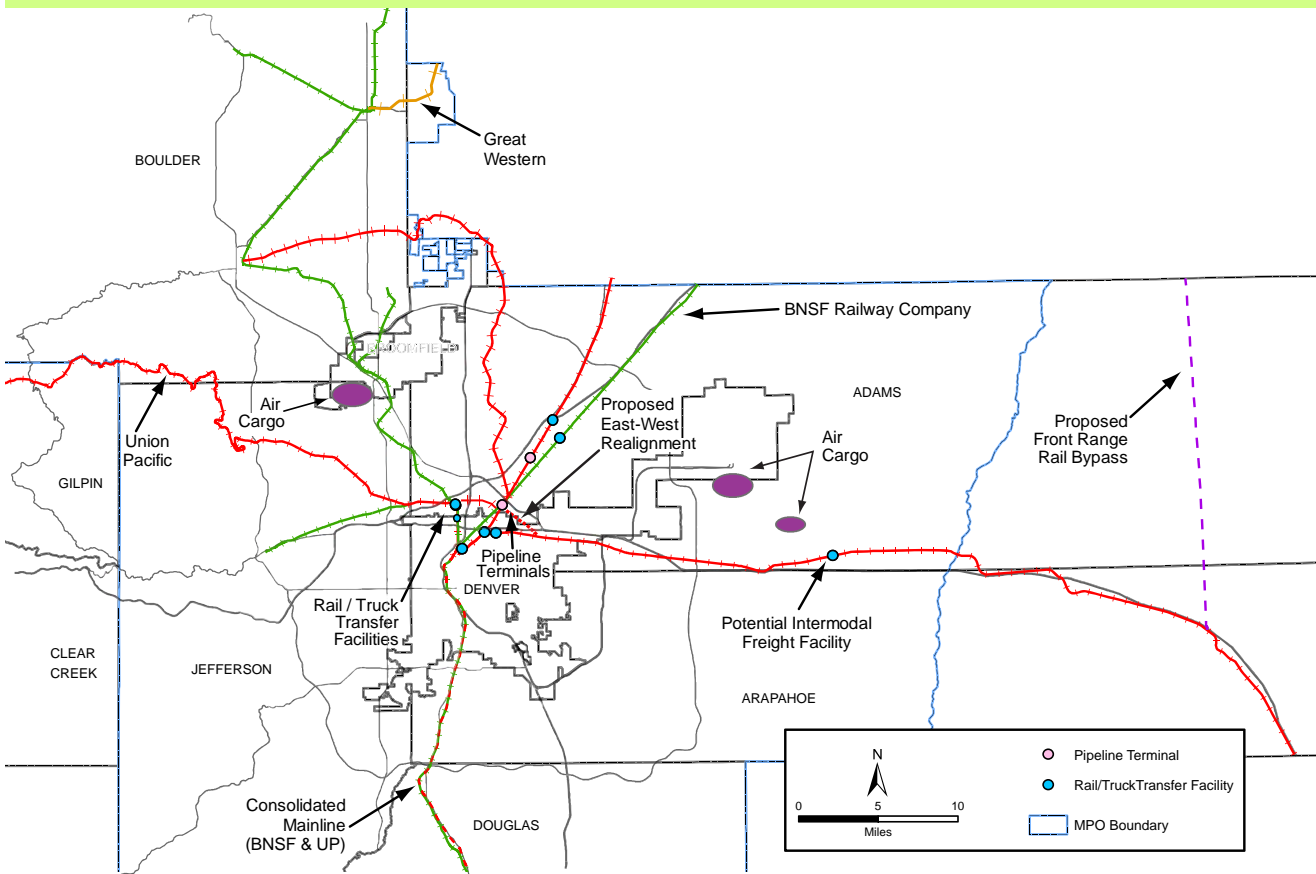 Great
Western
BOULDER
BNSF Railway Company
BROOMFIELD
ADAMS
Air
Cargo
Proposed
East-West
Realignment
Union
Pacific
Air
Cargo
Proposed
Front Range
Rail Bypass
GILPIN
Pipeline
Terminals
DENVER
Rail / Truck
Transfer
Facilities
Potential Intermodal
Freight Facility
CLEAR
CREEK
JEFFERSON
ARAPAHOE
Consolidated
Mainline
(BNSF & UP)
DOUGLAS
N
0 5 10
Miles
Pipeline Terminal
Rail/TruckTransfer Facility
MPO Boundary